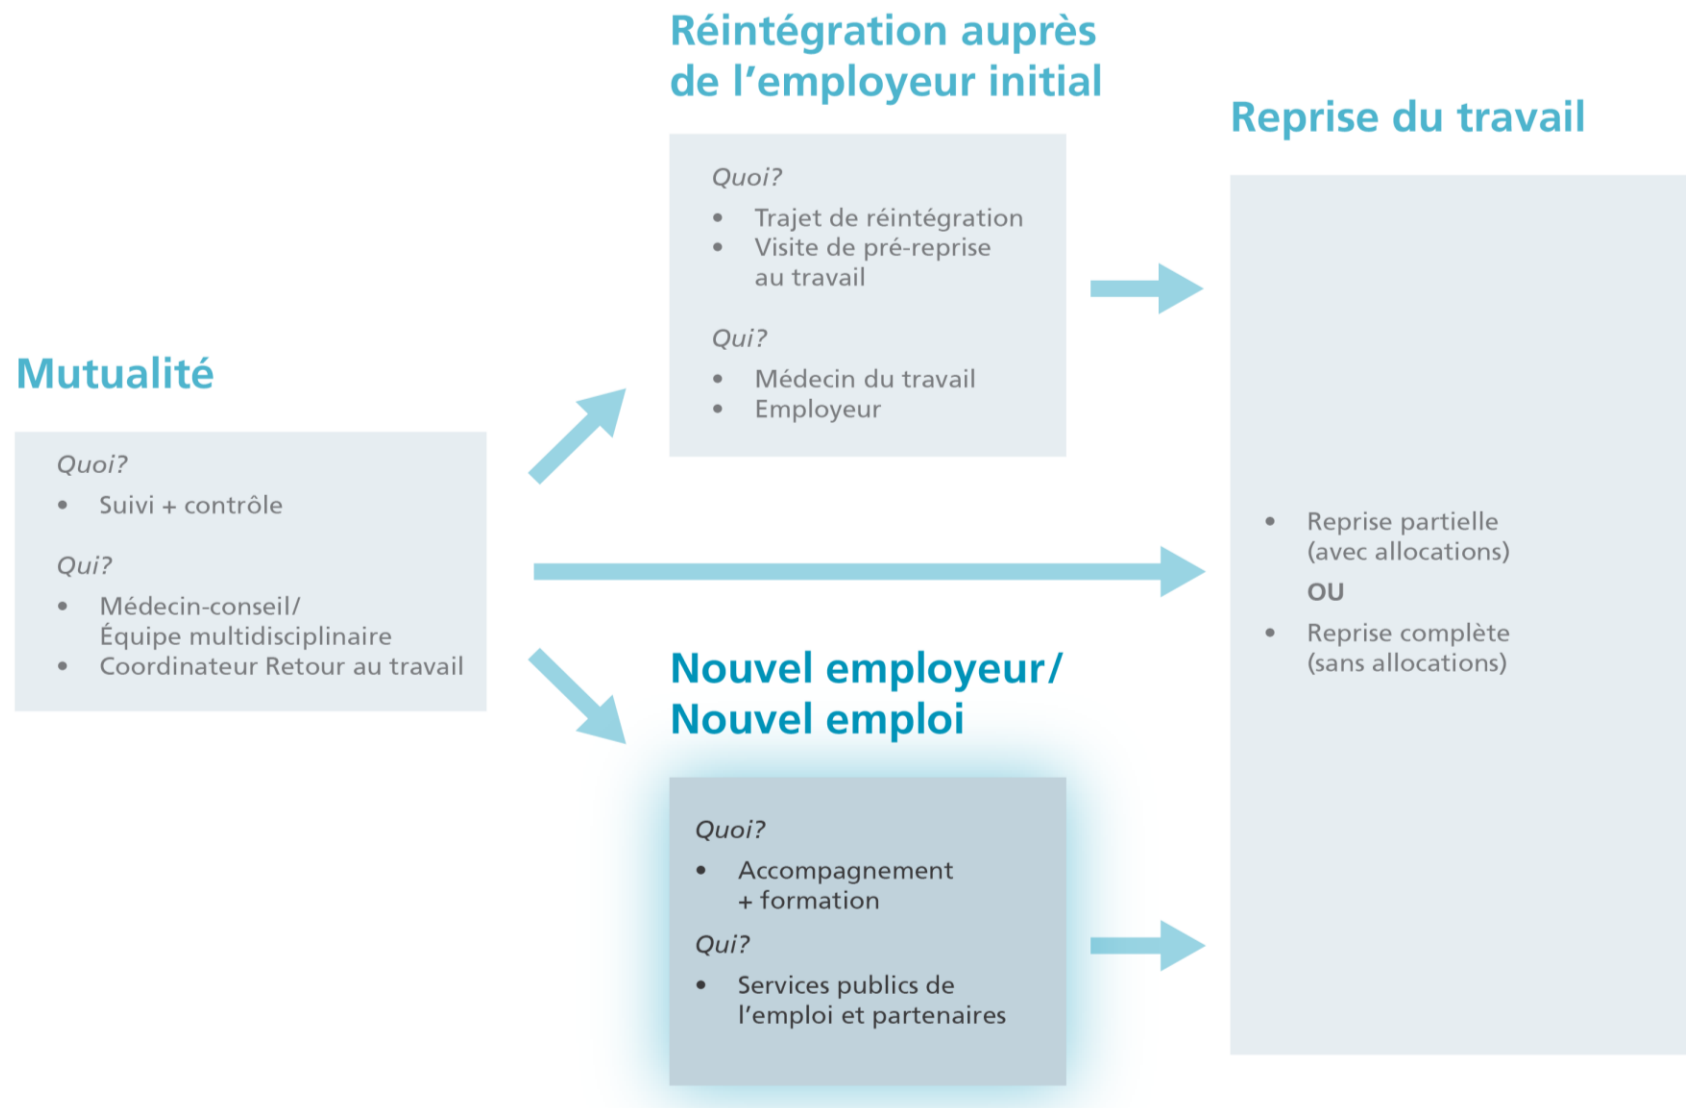 Mutualité
Quoi?
• Suivi + contrôle
Qui?
• Médecin-conseil/
Équipe multidisciplinaire
• Coordinateur Retour au travail
Réintégration auprès
de l'employeur initial
Quoi?
• Trajet de réintégration
• Visite de pré-reprise
au travail
Qui?
• Médecin du travail
• Employeur
Nouvel employeur/
Nouvel emploi
Quoi?
• Accompagnement
+ formation
Qui?
• Services publics de
l'emploi et partenaires
Reprise du travail
• Reprise partielle
(avec allocations)
OU
• Reprise complète
(sans allocations)